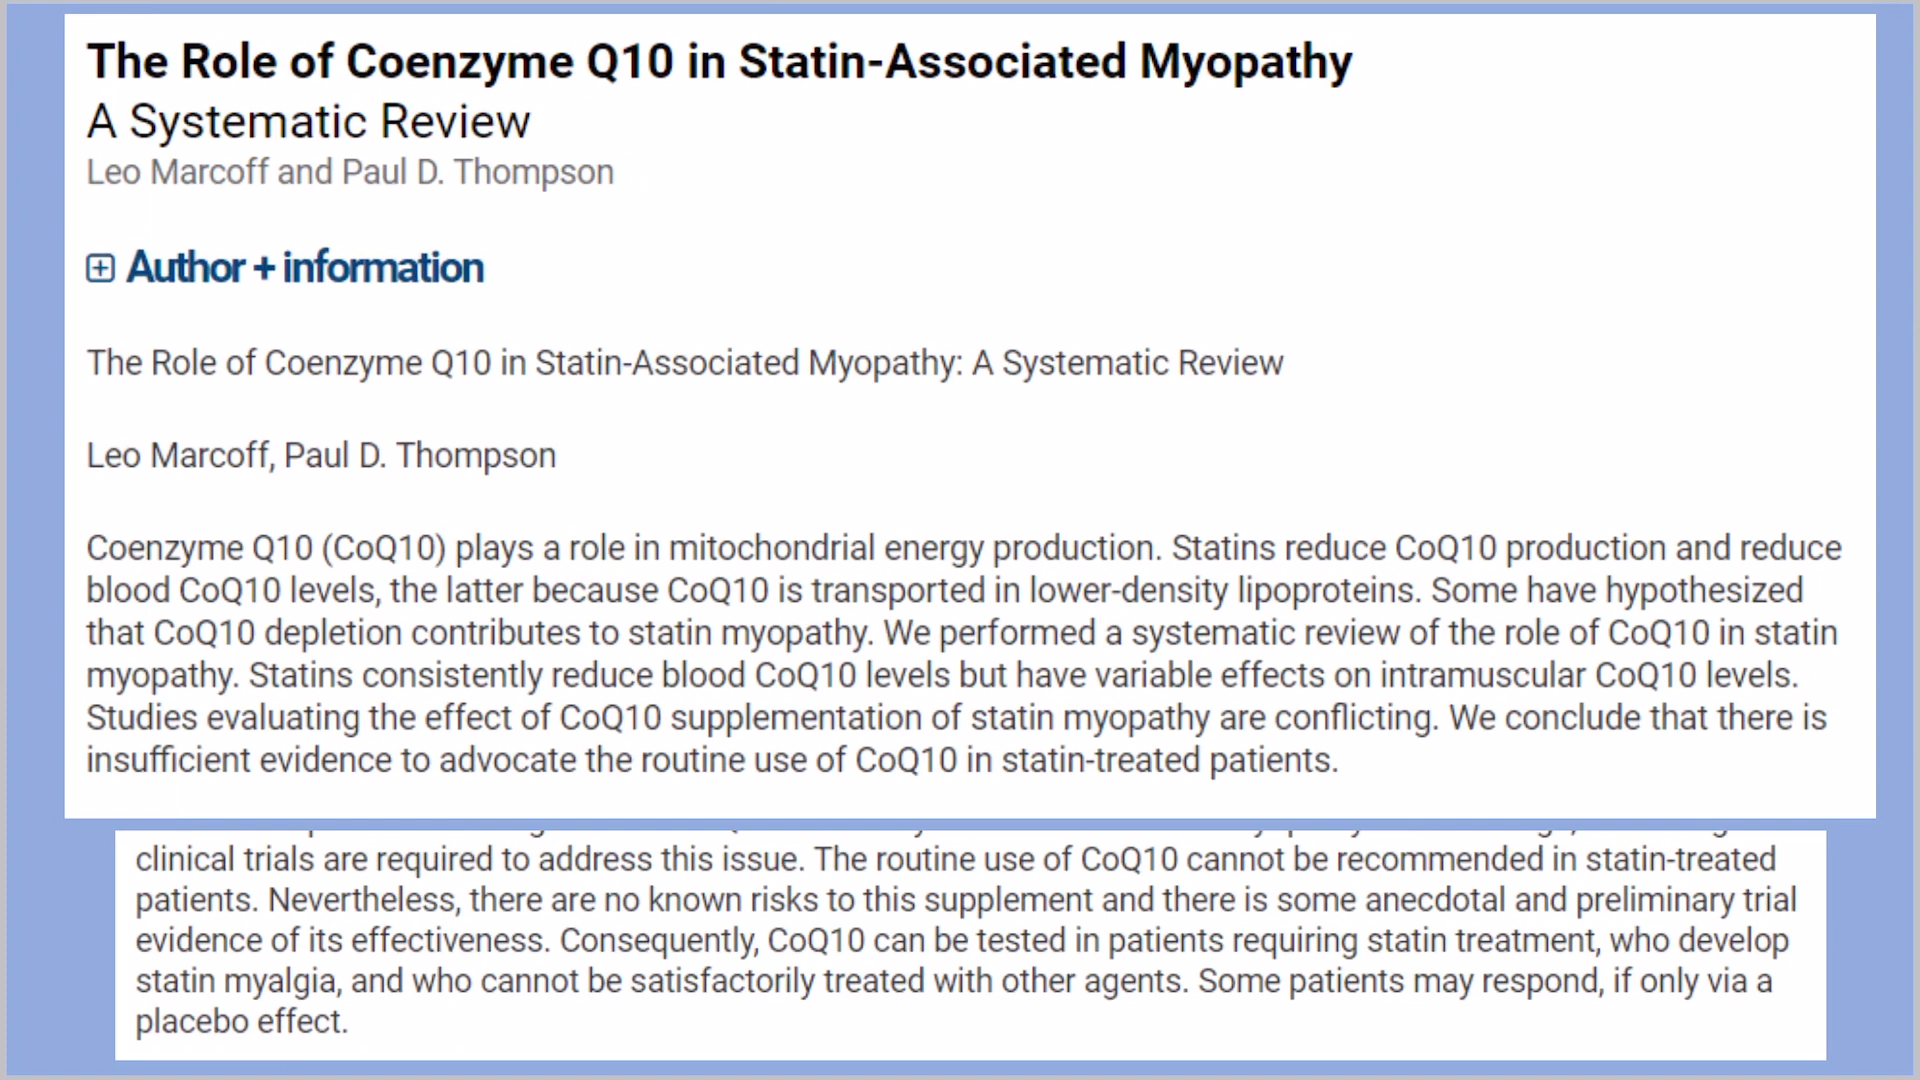 The Role of Coenzyme Q10 in Statin-Associated Myopathy
A Systematic Review
Leo Marcoff and Paul D. Thompson
Author + information
The Role of Coenzyme Q10 in Statin-Associated Myopathy: A Systematic Review
Leo Marcoff, Paul D. Thompson
Coenzyme Q10 (CoQ10) plays a role in mitochondrial energy production. Statins reduce CoQ10 production and reduce
blood CoQ10 levels, the latter because CoQ10 is transported in lower-density lipoproteins. Some have hypothesized
that CoQ10 depletion contributes to statin myopathy. We performed a systematic review of the role of CoQ10 in statin
myopathy. Statins consistently reduce blood CoQ10 levels but have variable effects on intramuscular CoQ10 levels.
Studies evaluating the effect of CoQ10 supplementation of statin myopathy are conflicting. We conclude that there is
insufficient evidence to advocate the routine use of CoQ10 in statin-treated patients.
clinical trials are required to address this issue. The routine use of CoQ10 cannot be recommended in statin-treated
patients. Nevertheless, there are no known risks to this supplement and there is some anecdotal and preliminary trial
evidence of its effectiveness. Consequently, CoQ10 can be tested in patients requiring statin treatment, who develop
statin myalgia, and who cannot be satisfactorily treated with other agents. Some patients may respond, if only via a
placebo effect.